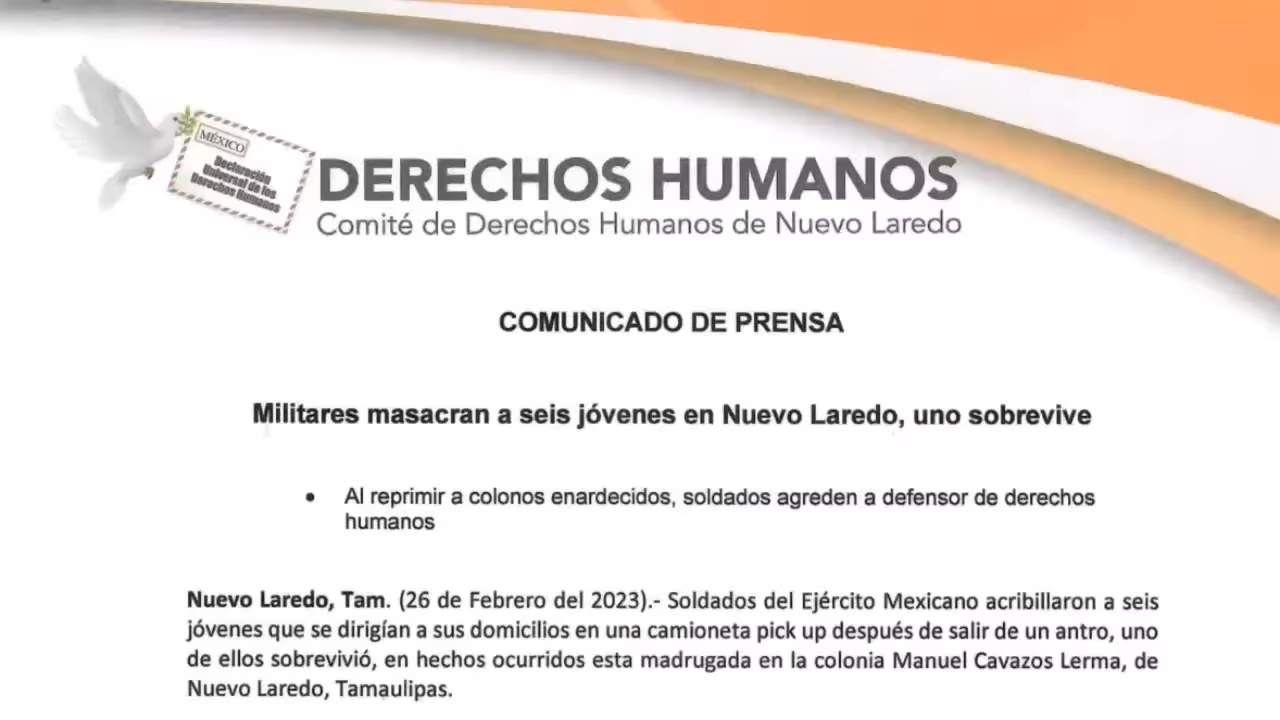 MÉXICO
Declaración
Universal de los
Derechos Humanos
DERECHOS HUMANOS
Comité de Derechos Humanos de Nuevo Laredo
COMUNICADO DE PRENSA
Militares masacran a seis jóvenes en Nuevo Laredo, uno sobrevive
• Al reprimir a colonos enardecidos, soldados agreden a defensor de derechos
humanos
Nuevo Laredo, Tam. (26 de Febrero del 2023).- Soldados del Ejército Mexicano acribillaron a seis
jóvenes que se dirigían a sus domicilios en una camioneta pick up después de salir de un antro, uno
de ellos sobrevivió, en hechos ocurridos esta madrugada en la colonia Manuel Cavazos Lerma, de
Nuevo Laredo, Tamaulipas.